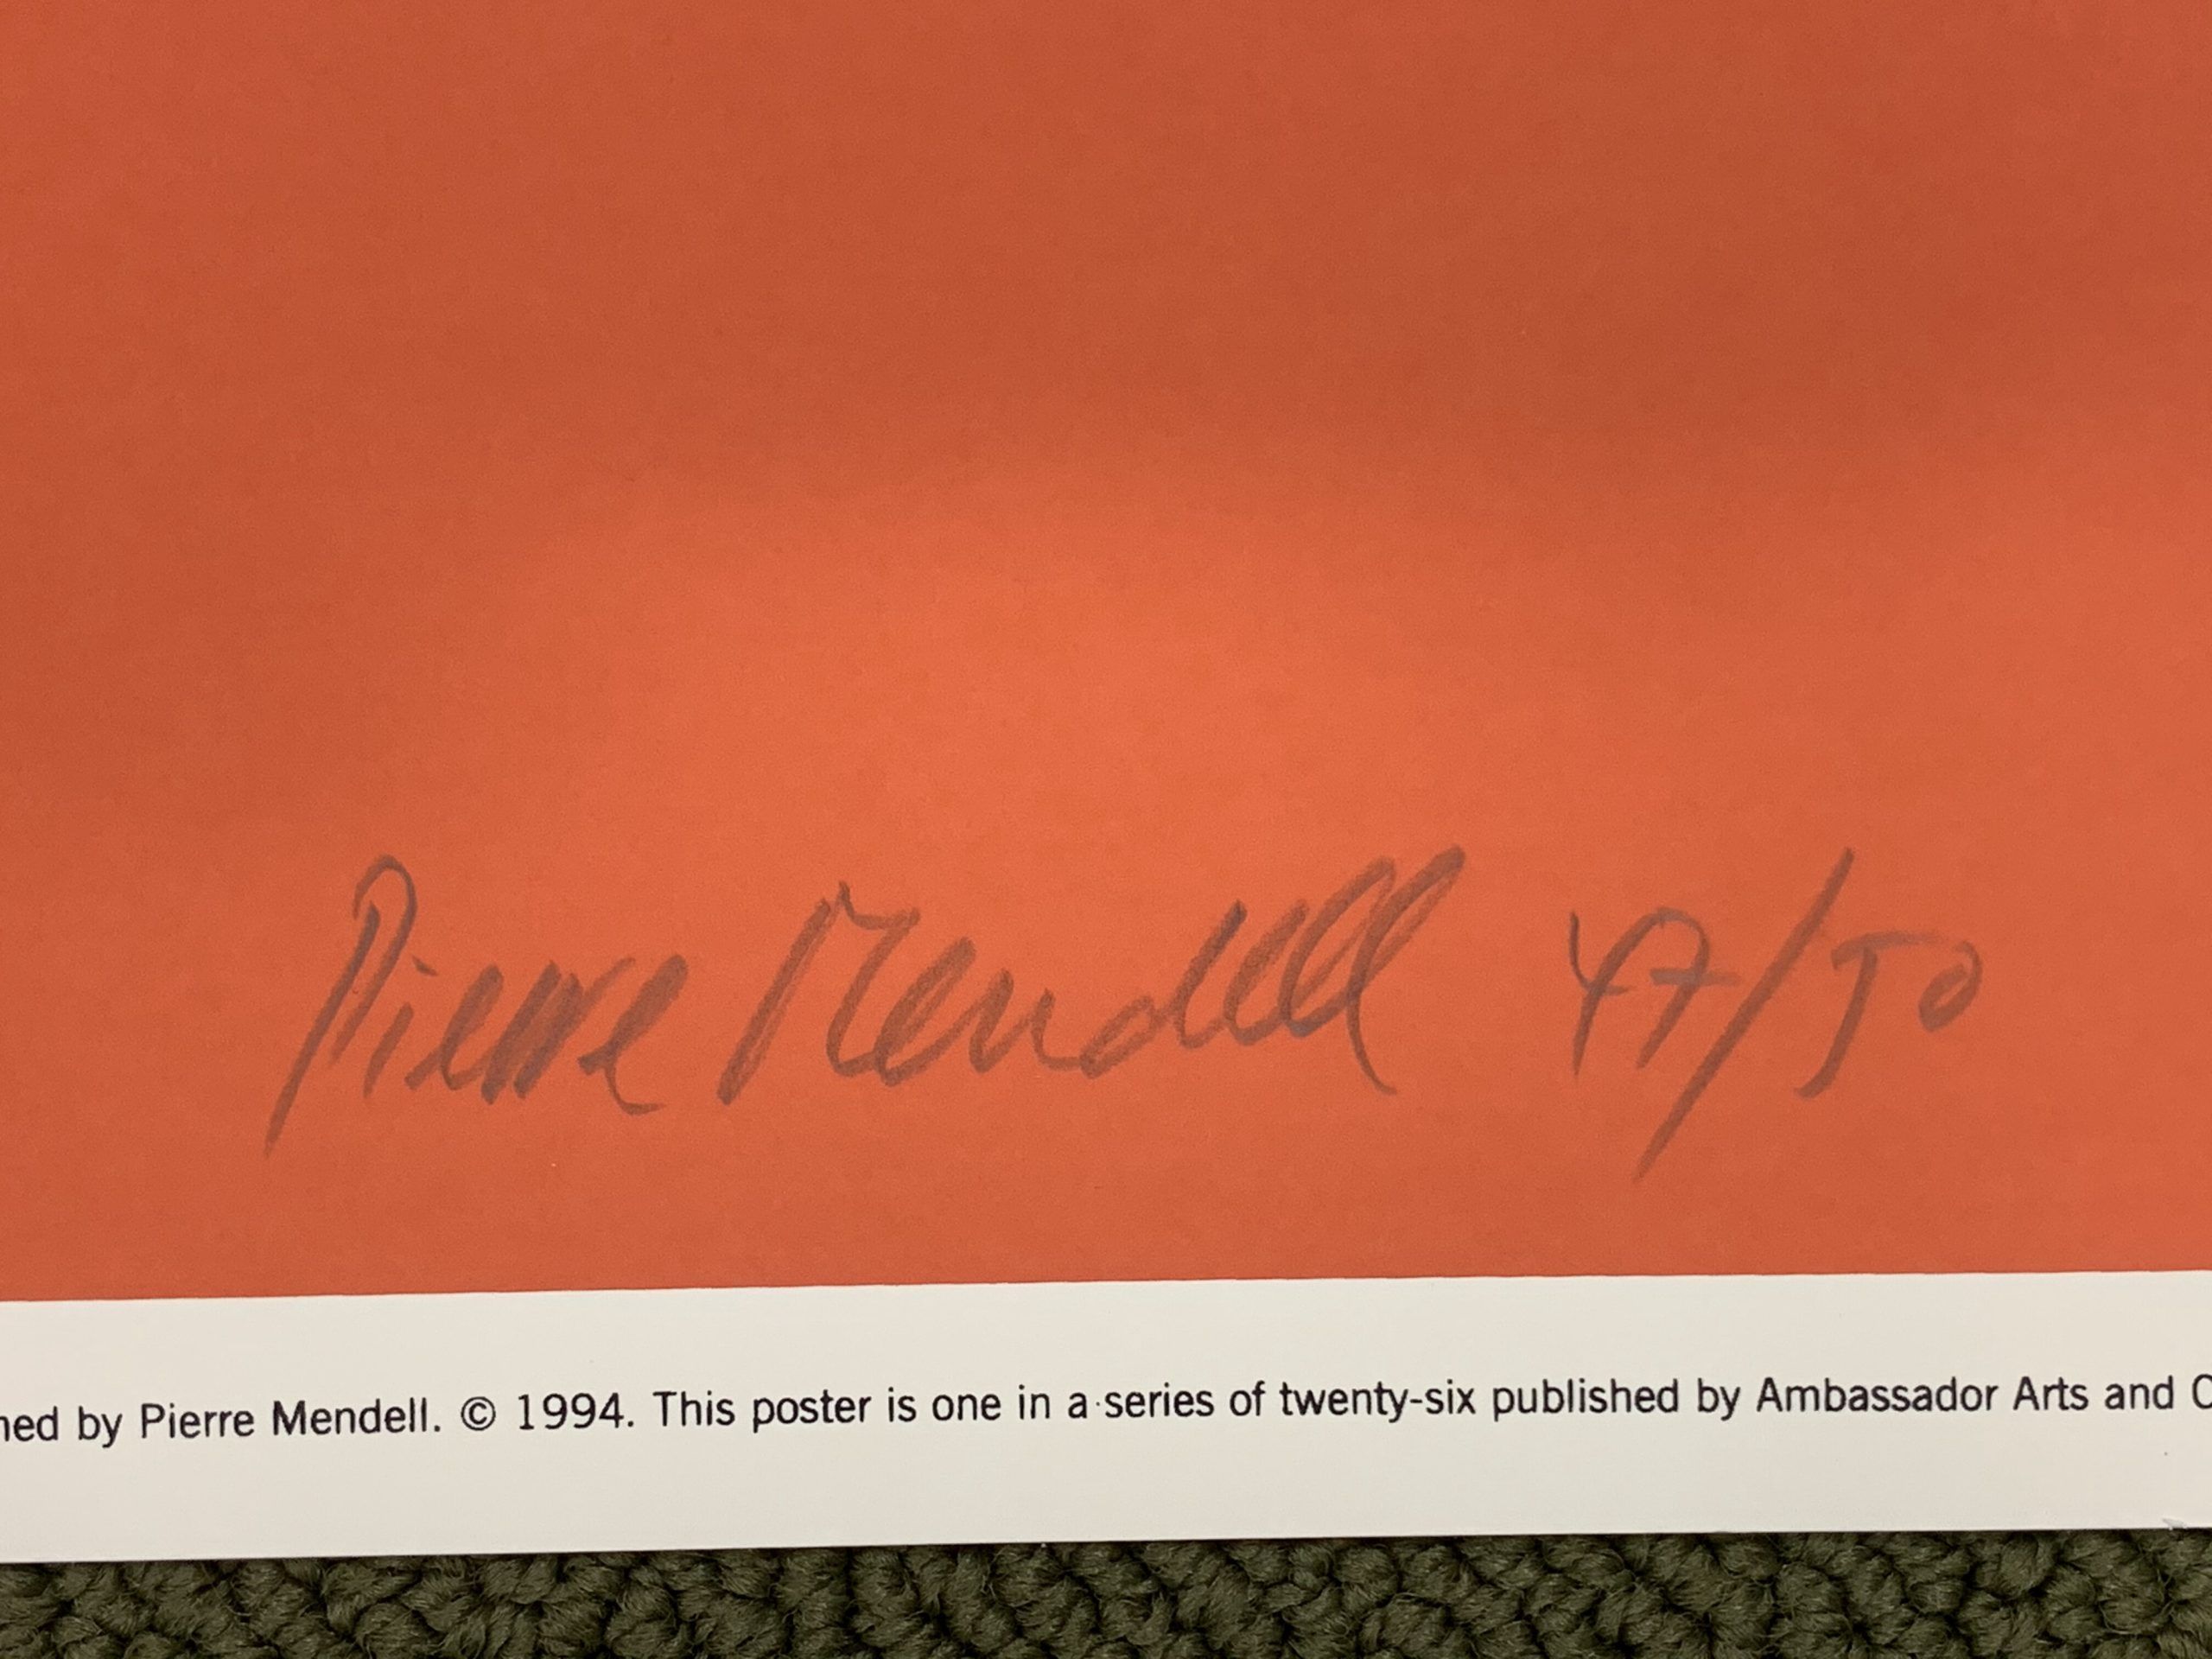 Pierre Mendell 47/50
ned by Pierre Mendell. © 1994. This poster is one in a series of twenty-six published by Ambassador Arts and C